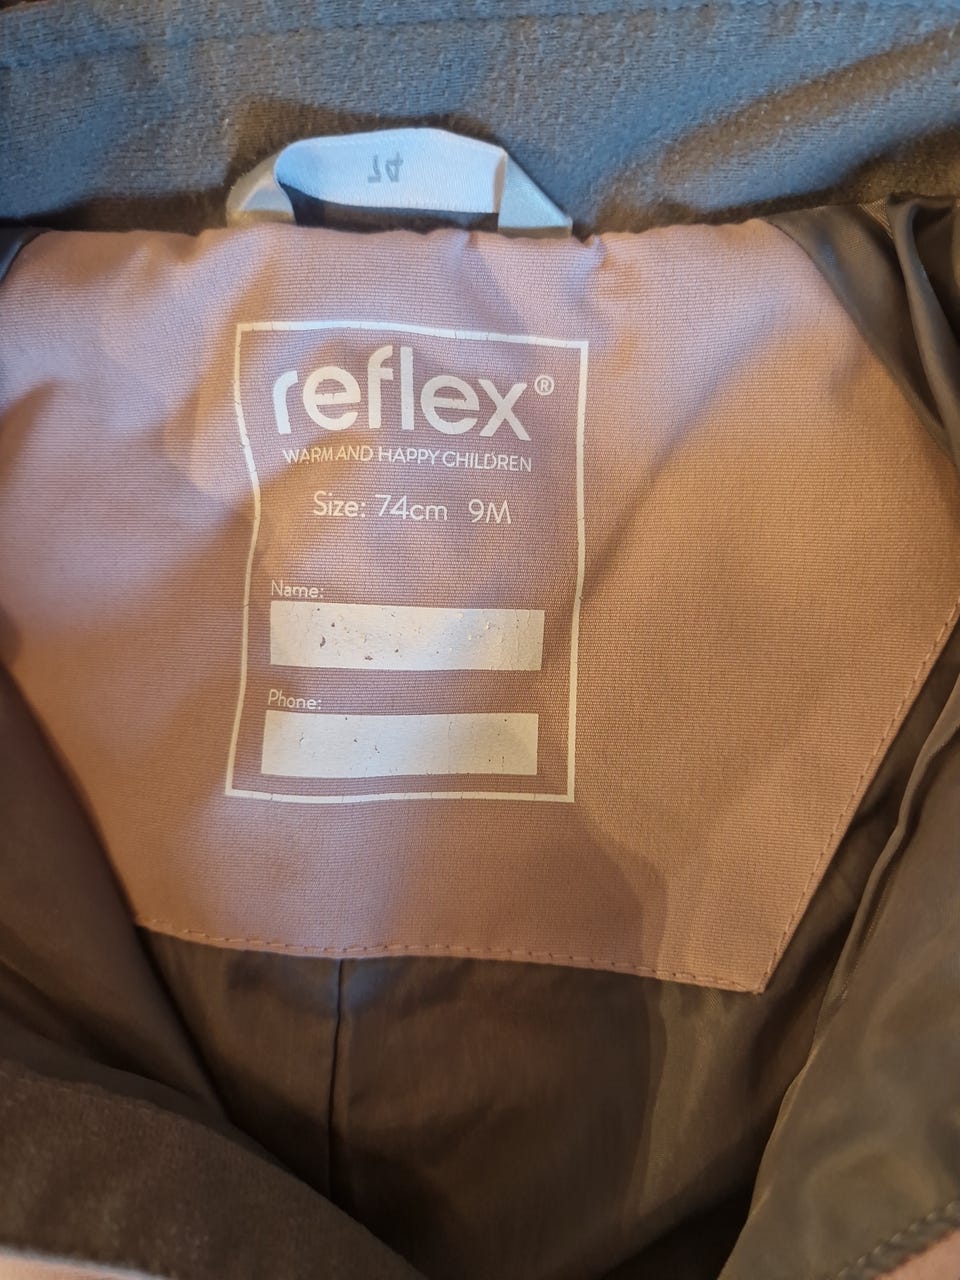 74
reflex®
WARM AND HAPPY CHILDREN
Size: 74cm 9M
Name:
Phone: